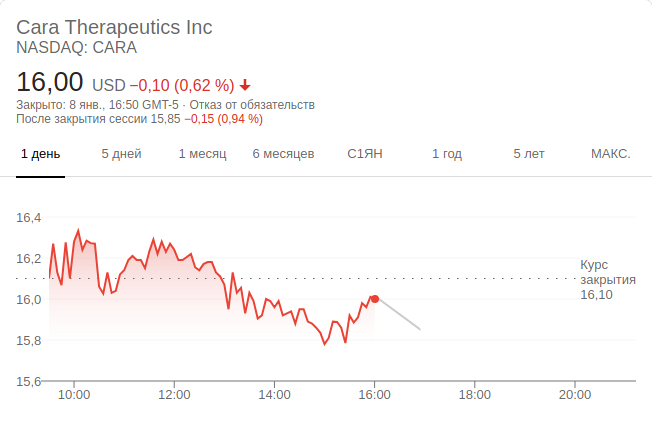 Cara Therapeutics Inc
NASDAQ: CARA
16,00 USD −0,10 (0,62 %)
Закрыто: 8 янв., 16:50 GMT-5 · Отказ от обязательств
После закрытия сессии 15,85 −0,15 (0,94 %)
1 день 5 дней 1 месяц 6 месяцев С1ЯН 1 год 5 лет МАКС.
16,4
16,2
Курс
закрытия
16,10
16,0
15,8
15,6
10:00 12:00 14:00 16:00 18:00 20:00